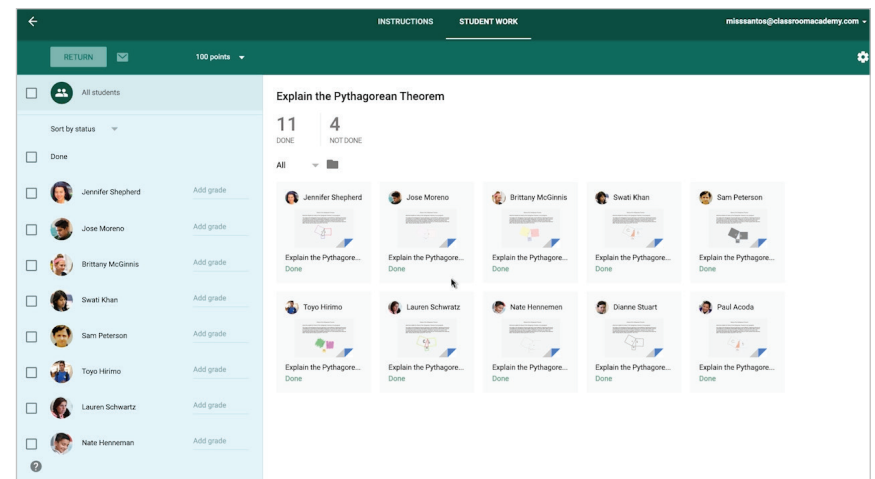 INSTRUCTIONS STUDENT WORK misssantos@classroomacademy.com
RETURN 100 points
All students
Sort by status
Done
Jennifer Shepherd Add grade
Jose Moreno Add grade
Brittany McGinnis Add grade
Swati Khan Add grade
Sam Peterson Add grade
Toyo Hirimo Add grade
Lauren Schwartz Add grade
Nate Henneman Add grade
?
Explain the Pythagorean Theorem
11 4
DONE NOT DONE
All
Jennifer Shepherd Jose Moreno Brittany McGinnis Swati Khan Sam Peterson
Explain the Pythagore... Explain the Pythagore... Explain the Pythagore... Explain the Pythagore... Explain the Pythagore...
Done Done Done Done Done
Toyo Hirimo Lauren Schwratz Nate Hennemen Dianne Stuart Paul Acoda
Explain the Pythagore... Explain the Pythagore... Explain the Pythagore... Explain the Pythagore... Explain the Pythagore...
Done Done Done Done Done